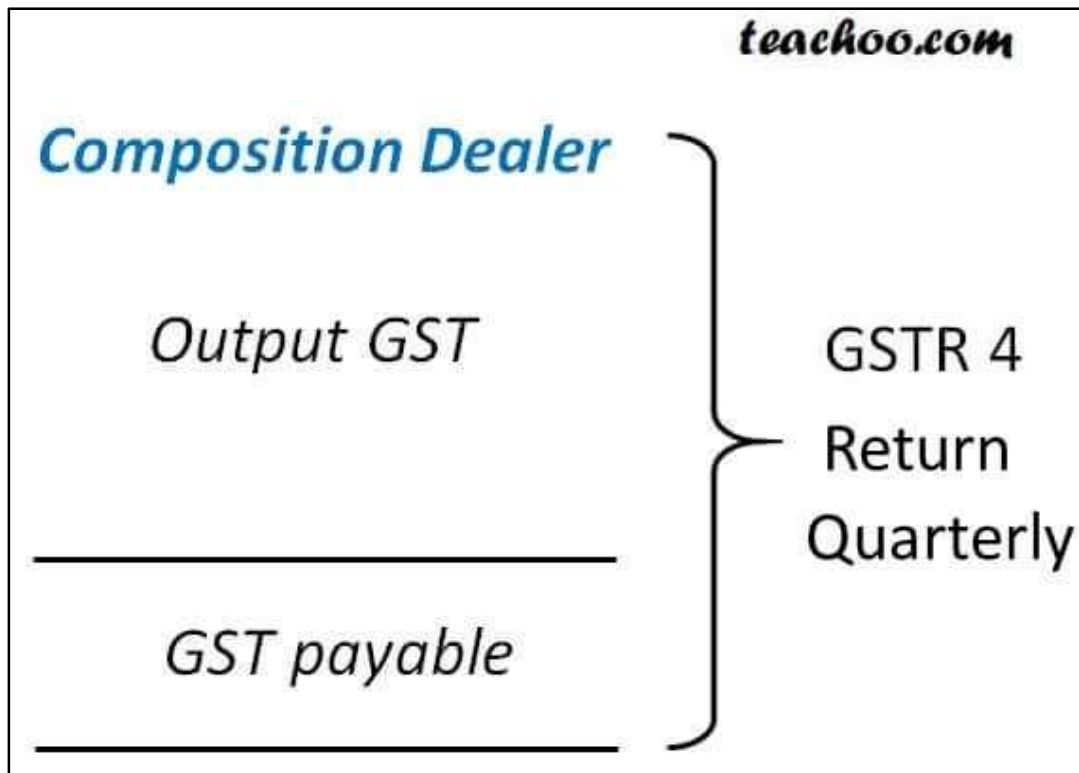 teachoo.com
Composition Dealer
Output GST
GSTR 4
Return
Quarterly
GST payable